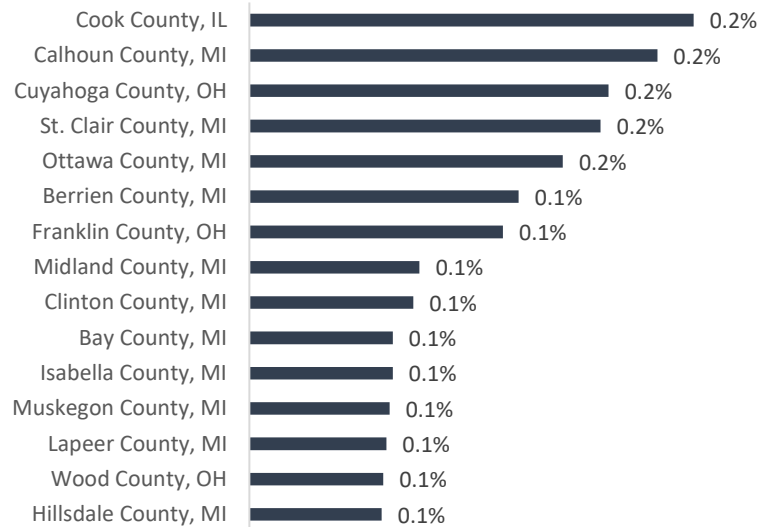 Cook County, IL 0.2%
Calhoun County, MI 0.2%
Cuyahoga County, OH 0.2%
St. Clair County, MI 0.2%
Ottawa County, MI 0.2%
Berrien County, MI 0.1%
Franklin County, OH 0.1%
Midland County, MI 0.1%
Clinton County, MI 0.1%
Bay County, MI 0.1%
Isabella County, MI 0.1%
Muskegon County, MI 0.1%
Lapeer County, MI 0.1%
Wood County, OH 0.1%
Hillsdale County, MI 0.1%